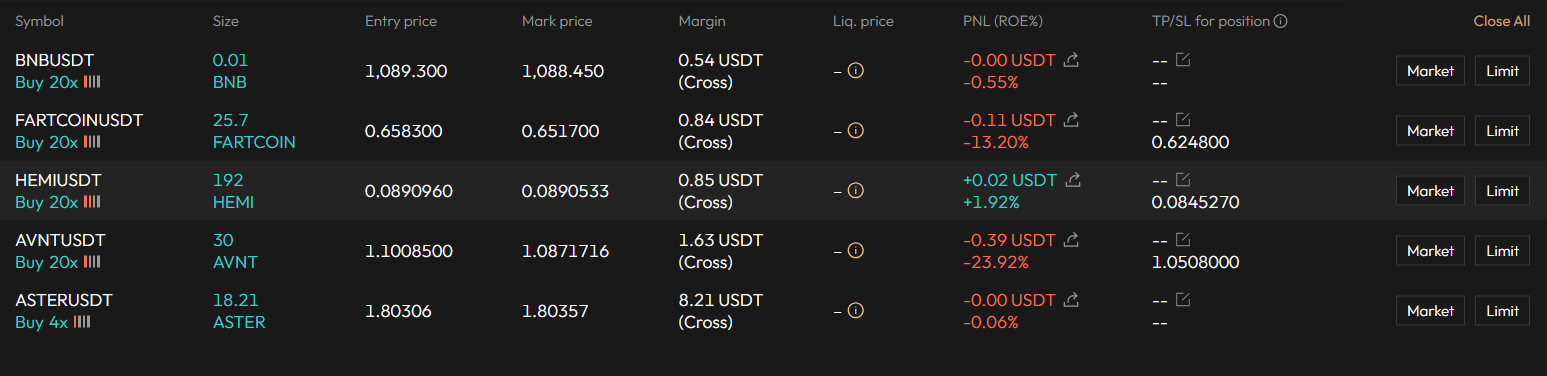 Symbol Size Entry price Mark price Margin Liq. price PNL (ROE%) TP/SL for position Close All
BNBUSDT 0.01 1,089.300 1,088.450 0.54 USDT – -0.00 USDT -- Market Limit
Buy 20x BNB (Cross) -0.55% --
FARTCOINUSDT 25.7 0.658300 0.651700 0.84 USDT – -0.11 USDT -- Market Limit
Buy 20x FARTCOIN (Cross) -13.20% 0.624800
HEMIUSDT 192 0.0890960 0.0890533 0.85 USDT – +0.02 USDT -- Market Limit
Buy 20x HEMI (Cross) +1.92% 0.0845270
AVNTUSDT 30 1.1008500 1.0871716 1.63 USDT – -0.39 USDT -- Market Limit
Buy 20x AVNT (Cross) -23.92% 1.0508000
ASTERUSDT 18.21 1.80306 1.80357 8.21 USDT – -0.00 USDT -- Market Limit
Buy 4x ASTER (Cross) -0.06% --